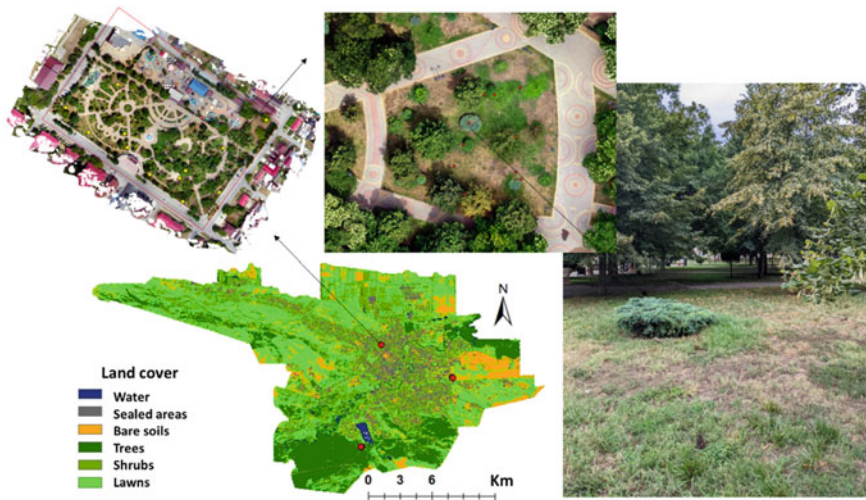 N
Land cover
Water
Sealed areas
Bare soils
Trees
Shrubs
Lawns
0 3 6 Km